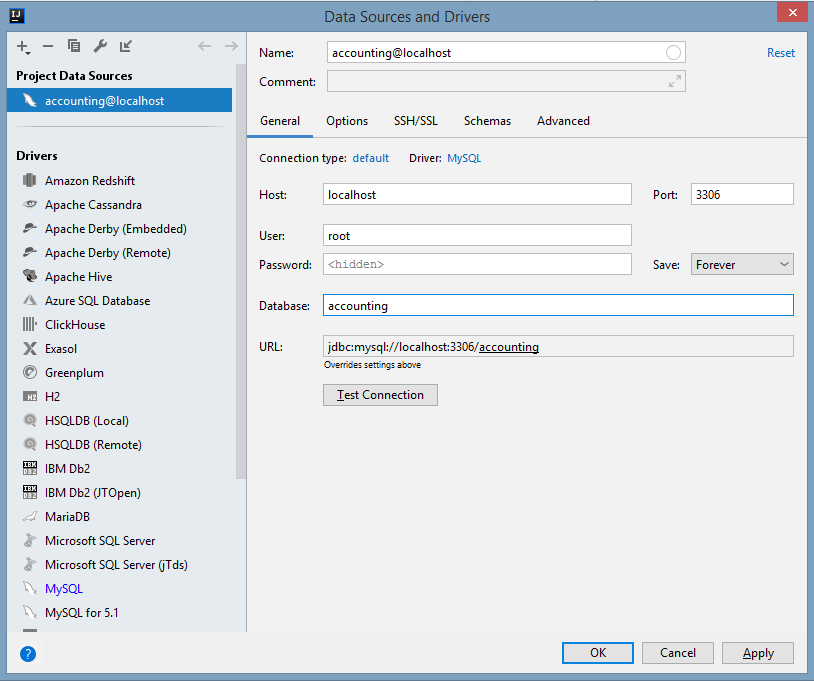 Data Sources and Drivers
Project Data Sources
accounting@localhost
Drivers
Amazon Redshift
Apache Cassandra
Apache Derby (Embedded)
Apache Derby (Remote)
Apache Hive
Azure SQL Database
ClickHouse
Exasol
Greenplum
H2
HSQLDB (Local)
HSQLDB (Remote)
IBM Db2
IBM Db2 (JTOpen)
MariaDB
Microsoft SQL Server
Microsoft SQL Server (jTds)
MySQL
MySQL for 5.1
Name: accounting@localhost Reset
Comment:
General Options SSH/SSL Schemas Advanced
Connection type: default Driver: MySQL
Host: localhost Port: 3306
User: root
Password: <hidden> Save: Forever
Database: accounting
URL: jdbc:mysql://localhost:3306/accounting
Overrides settings above
Test Connection
? OK Cancel Apply